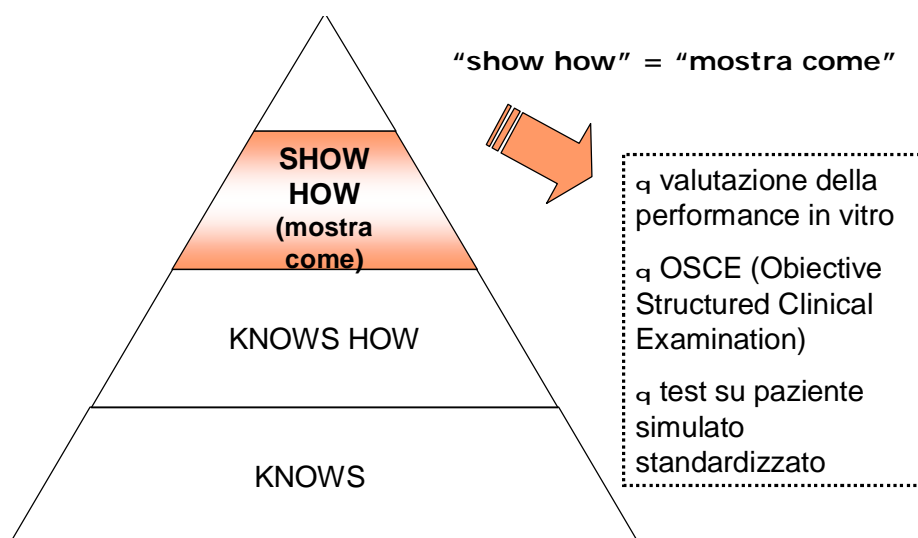 “show how” = “mostra come”
SHOW
HOW
(mostra
come)
KNOWS HOW
KNOWS
q valutazione della
performance in vitro
q OSCE (Obiective
Structured Clinical
Examination)
q test su paziente
simulato
standardizzato